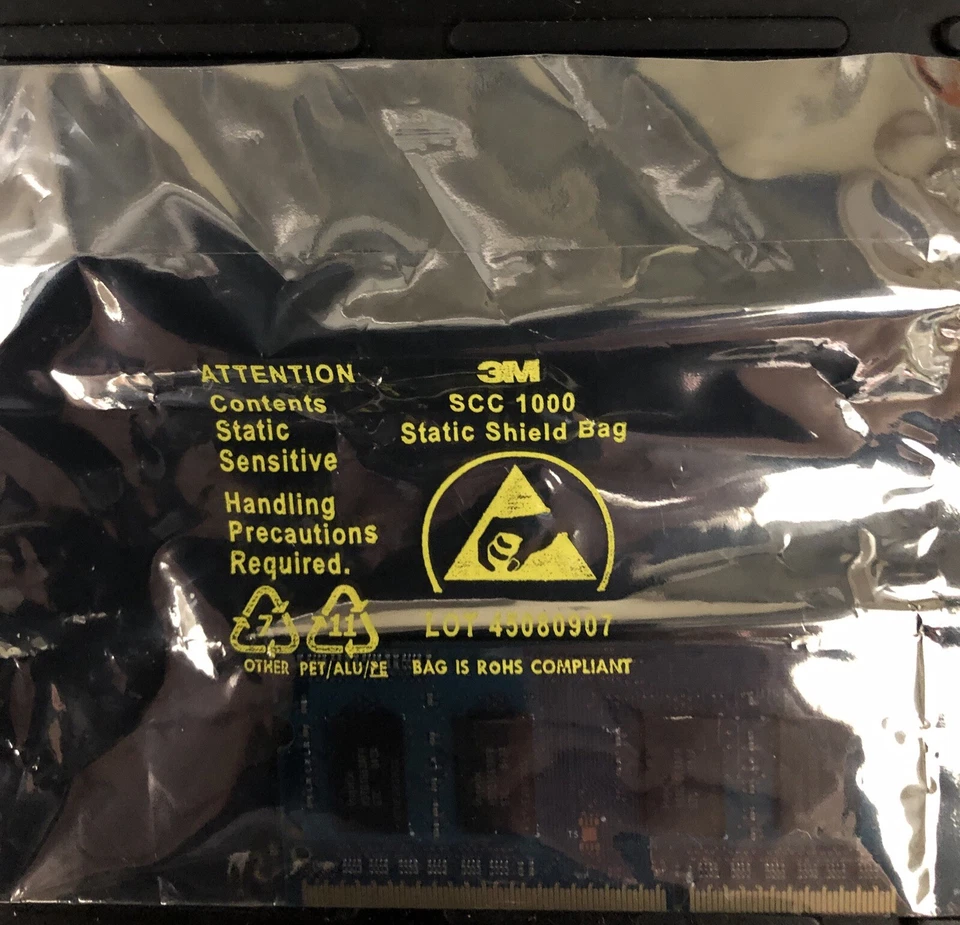 ATTENTION
Contents
Static
Sensitive
Handling
Precautions
Required.
7
11
OTHER PET/ALU/PE
3M
SCC 1000
Static Shield Bag
LOT 45080907
BAG IS ROHS COMPLIANT